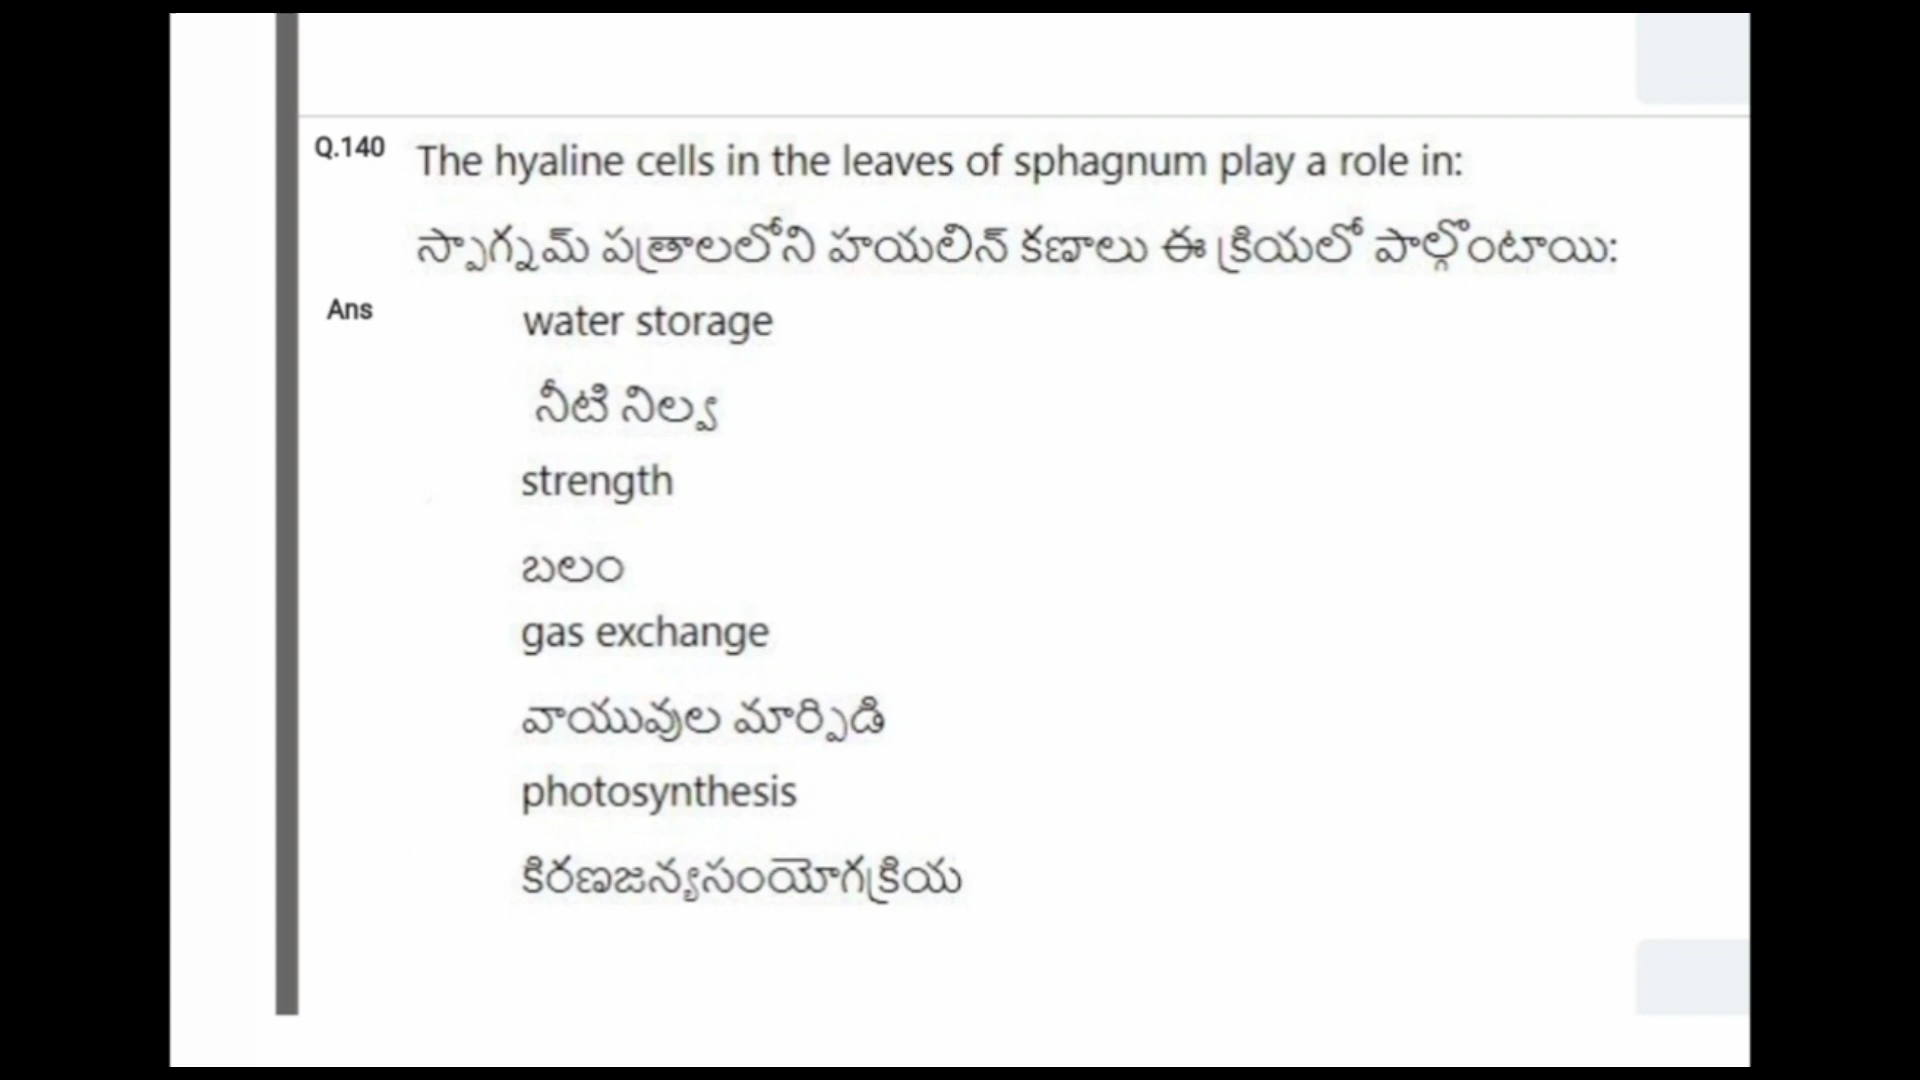 Q.140 The hyaline cells in the leaves of sphagnum play a role in:
స్పాగ్నమ్ పత్రాలలోని హయలిన్ కణాలు ఈ క్రియలో పాల్గొంటాయి:
Ans
water storage
నీటి నిల్వ
strength
బలం
gas exchange
వాయువుల మార్పిడి
photosynthesis
కిరణజన్యసంయోగక్రియ